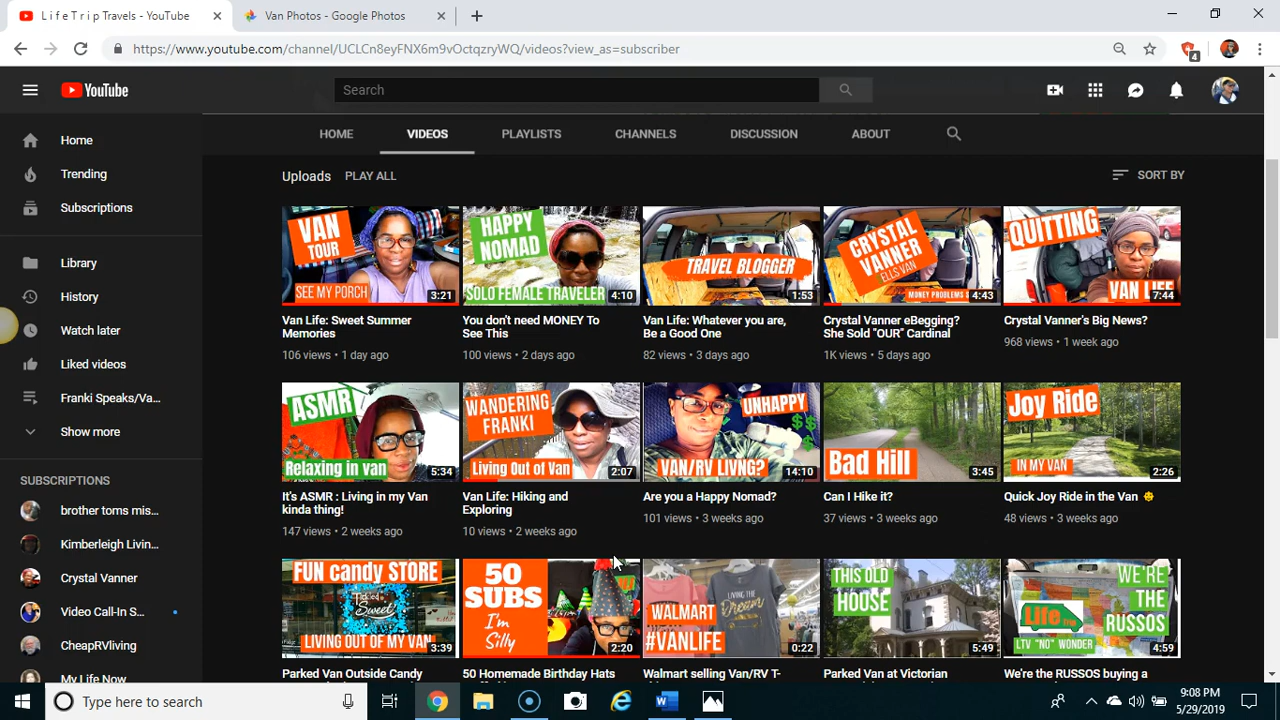 L i f e T r i p Travels - YouTube
Van Photos - Google Photos
https://www.youtube.com/channel/UCLCn8eyFNX6m9vOctqzryWQ/videos?view_as=subscriber
4
YouTube
Search
HOME VIDEOS PLAYLISTS CHANNELS DISCUSSION ABOUT
Home
Trending
Subscriptions
Library
History
Watch later
Liked videos
Franki Speaks/Va...
Show more
SUBSCRIPTIONS
brother toms mis...
Kimberleigh Livin...
Crystal Vanner
Video Call-In S...
CheapRVliving
My Life Now
Uploads PLAY ALL
SORT BY
VAN
TOUR
SEE MY PORCH
3:21
Van Life: Sweet Summer
Memories
106 views • 1 day ago
HAPPY
NOMAD
SOLO FEMALE TRAVELER
4:10
You don't need MONEY To
See This
100 views • 2 days ago
TRAVEL BLOGGER
1:53
Van Life: Whatever you are,
Be a Good One
82 views • 3 days ago
CRYSTAL
VANNER
ELLS VAN
MONEY PROBLEMS
4:43
Crystal Vanner eBegging?
She Sold "OUR" Cardinal
1K views • 5 days ago
QUITTING
VAN LIFE
7:44
Crystal Vanner's Big News?
968 views • 1 week ago
ASMR
Relaxing in van
5:34
It's ASMR : Living in my Van
kinda thing!
147 views • 2 weeks ago
WANDERING
FRANKI
Living Out of Van
2:07
Van Life: Hiking and
Exploring
10 views • 2 weeks ago
UNHAPPY
$$
$
VAN/RV LIVNG?
14:10
Are you a Happy Nomad?
101 views • 3 weeks ago
Bad Hill
3:45
Can I Hike it?
37 views • 3 weeks ago
Joy Ride
IN MY VAN
2:26
Quick Joy Ride in the Van 🌞
48 views • 3 weeks ago
FUN candy STORE
Sweet
LIVING OUT OF MY VAN
3:39
Parked Van Outside Candy
50
SUBS
I'm
Silly
2:20
50 Homemade Birthday Hats
LIVING THE
Dream
WALMART
#VANLIFE
0:22
Walmart selling Van/RV T-
THIS OLD
HOUSE
5:49
Parked Van at Victorian
WE'RE
THE
RUSSOS
Life
LTV "NO" WONDER
4:59
We're the RUSSOS buying a
Type here to search
9:08 PM
5/29/2019